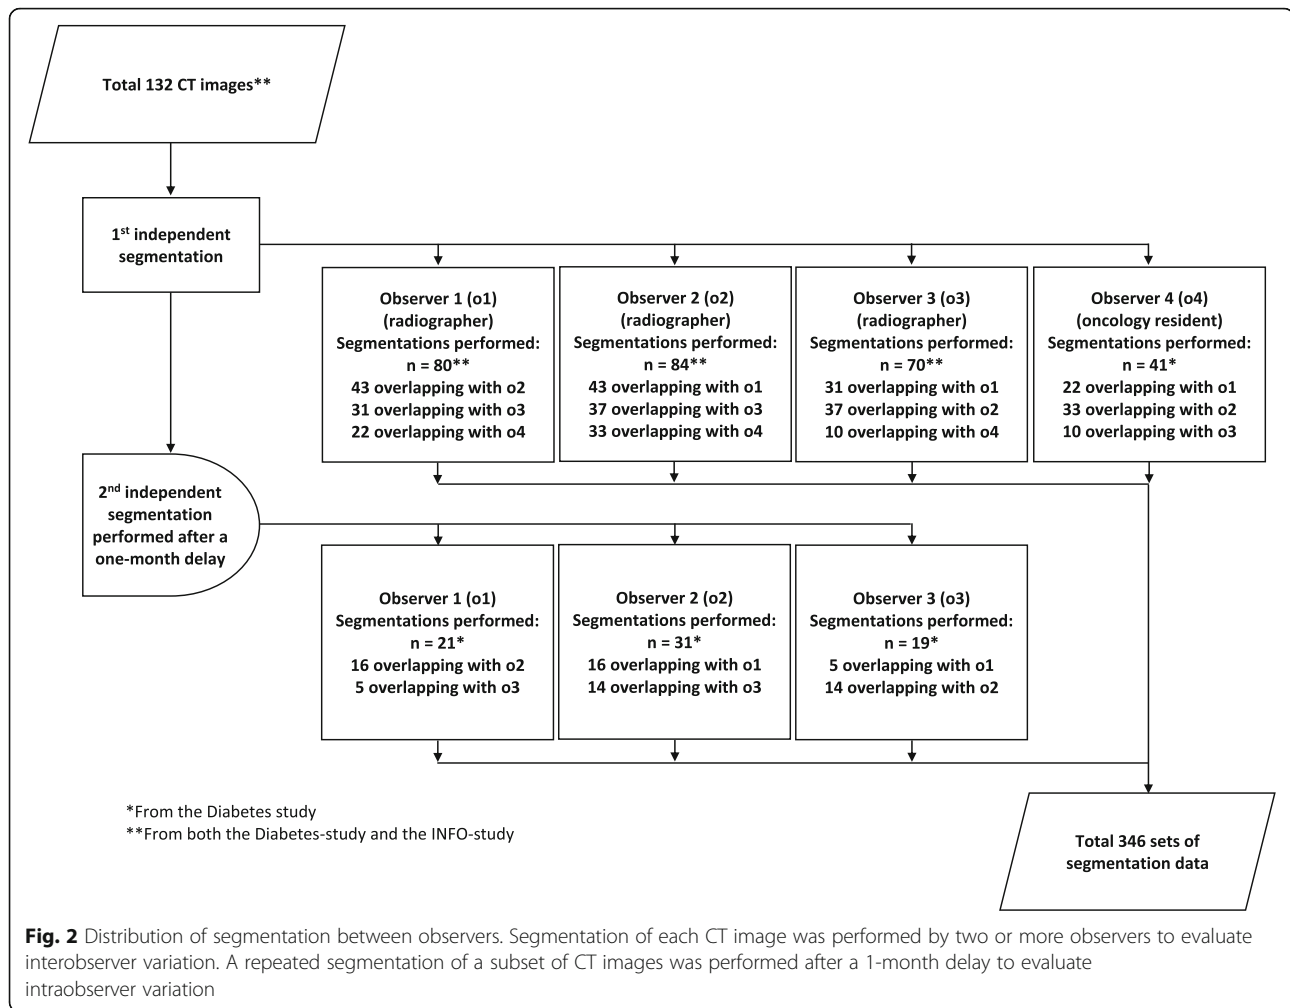 Total 132 CT images**
1st independent
segmentation
Observer 1 (o1)
(radiographer)
Segmentations performed:
n = 80**
43 overlapping with o2
31 overlapping with o3
22 overlapping with o4
Observer 2 (o2)
(radiographer)
Segmentations performed:
n = 84**
43 overlapping with o1
37 overlapping with o3
33 overlapping with o4
Observer 3 (o3)
(radiographer)
Segmentations performed:
n = 70**
31 overlapping with o1
37 overlapping with o2
10 overlapping with o4
Observer 4 (o4)
(oncology resident)
Segmentations performed:
n = 41*
22 overlapping with o1
33 overlapping with o2
10 overlapping with o3
2nd independent
segmentation
performed after a
one-month delay
Observer 1 (o1)
Segmentations performed:
n = 21*
16 overlapping with o2
5 overlapping with o3
Observer 2 (o2)
Segmentations performed:
n = 31*
16 overlapping with o1
14 overlapping with o3
Observer 3 (o3)
Segmentations performed:
n = 19*
5 overlapping with o1
14 overlapping with o2
*From the Diabetes study
**From both the Diabetes-study and the INFO-study
Total 346 sets of
segmentation data
Fig. 2 Distribution of segmentation between observers. Segmentation of each CT image was performed by two or more observers to evaluate
interobserver variation. A repeated segmentation of a subset of CT images was performed after a 1-month delay to evaluate
intraobserver variation